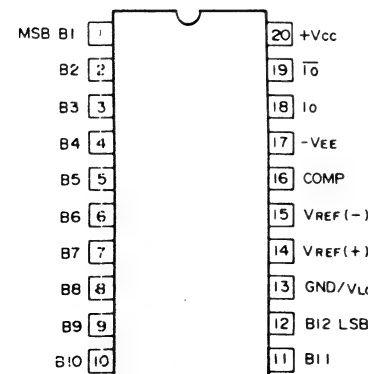 MSB B1 1 20 +VCC
B2 2 19 I̅o̅
B3 3 18 Io
B4 4 17 -VEE
B5 5 16 COMP
B6 6 15 VREF(-)
B7 7 14 VREF(+)
B8 8 13 GND/VLC
B9 9 12 B12 LSB
B10 10 11 B11